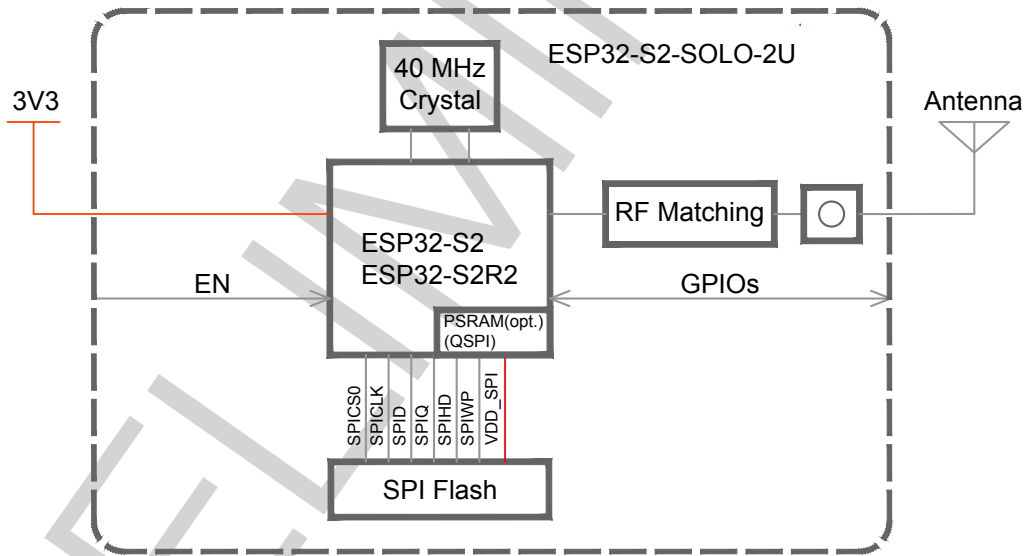 ESP32-S2-SOLO-2U
40 MHz
Crystal
3V3
Antenna
RF Matching
ESP32-S2
ESP32-S2R2
EN
GPIOs
PSRAM(opt.)
(QSPI)
SPICS0
SPICLK
SPID
SPIQ
SPIHD
SPIWP
VDD_SPI
SPI Flash